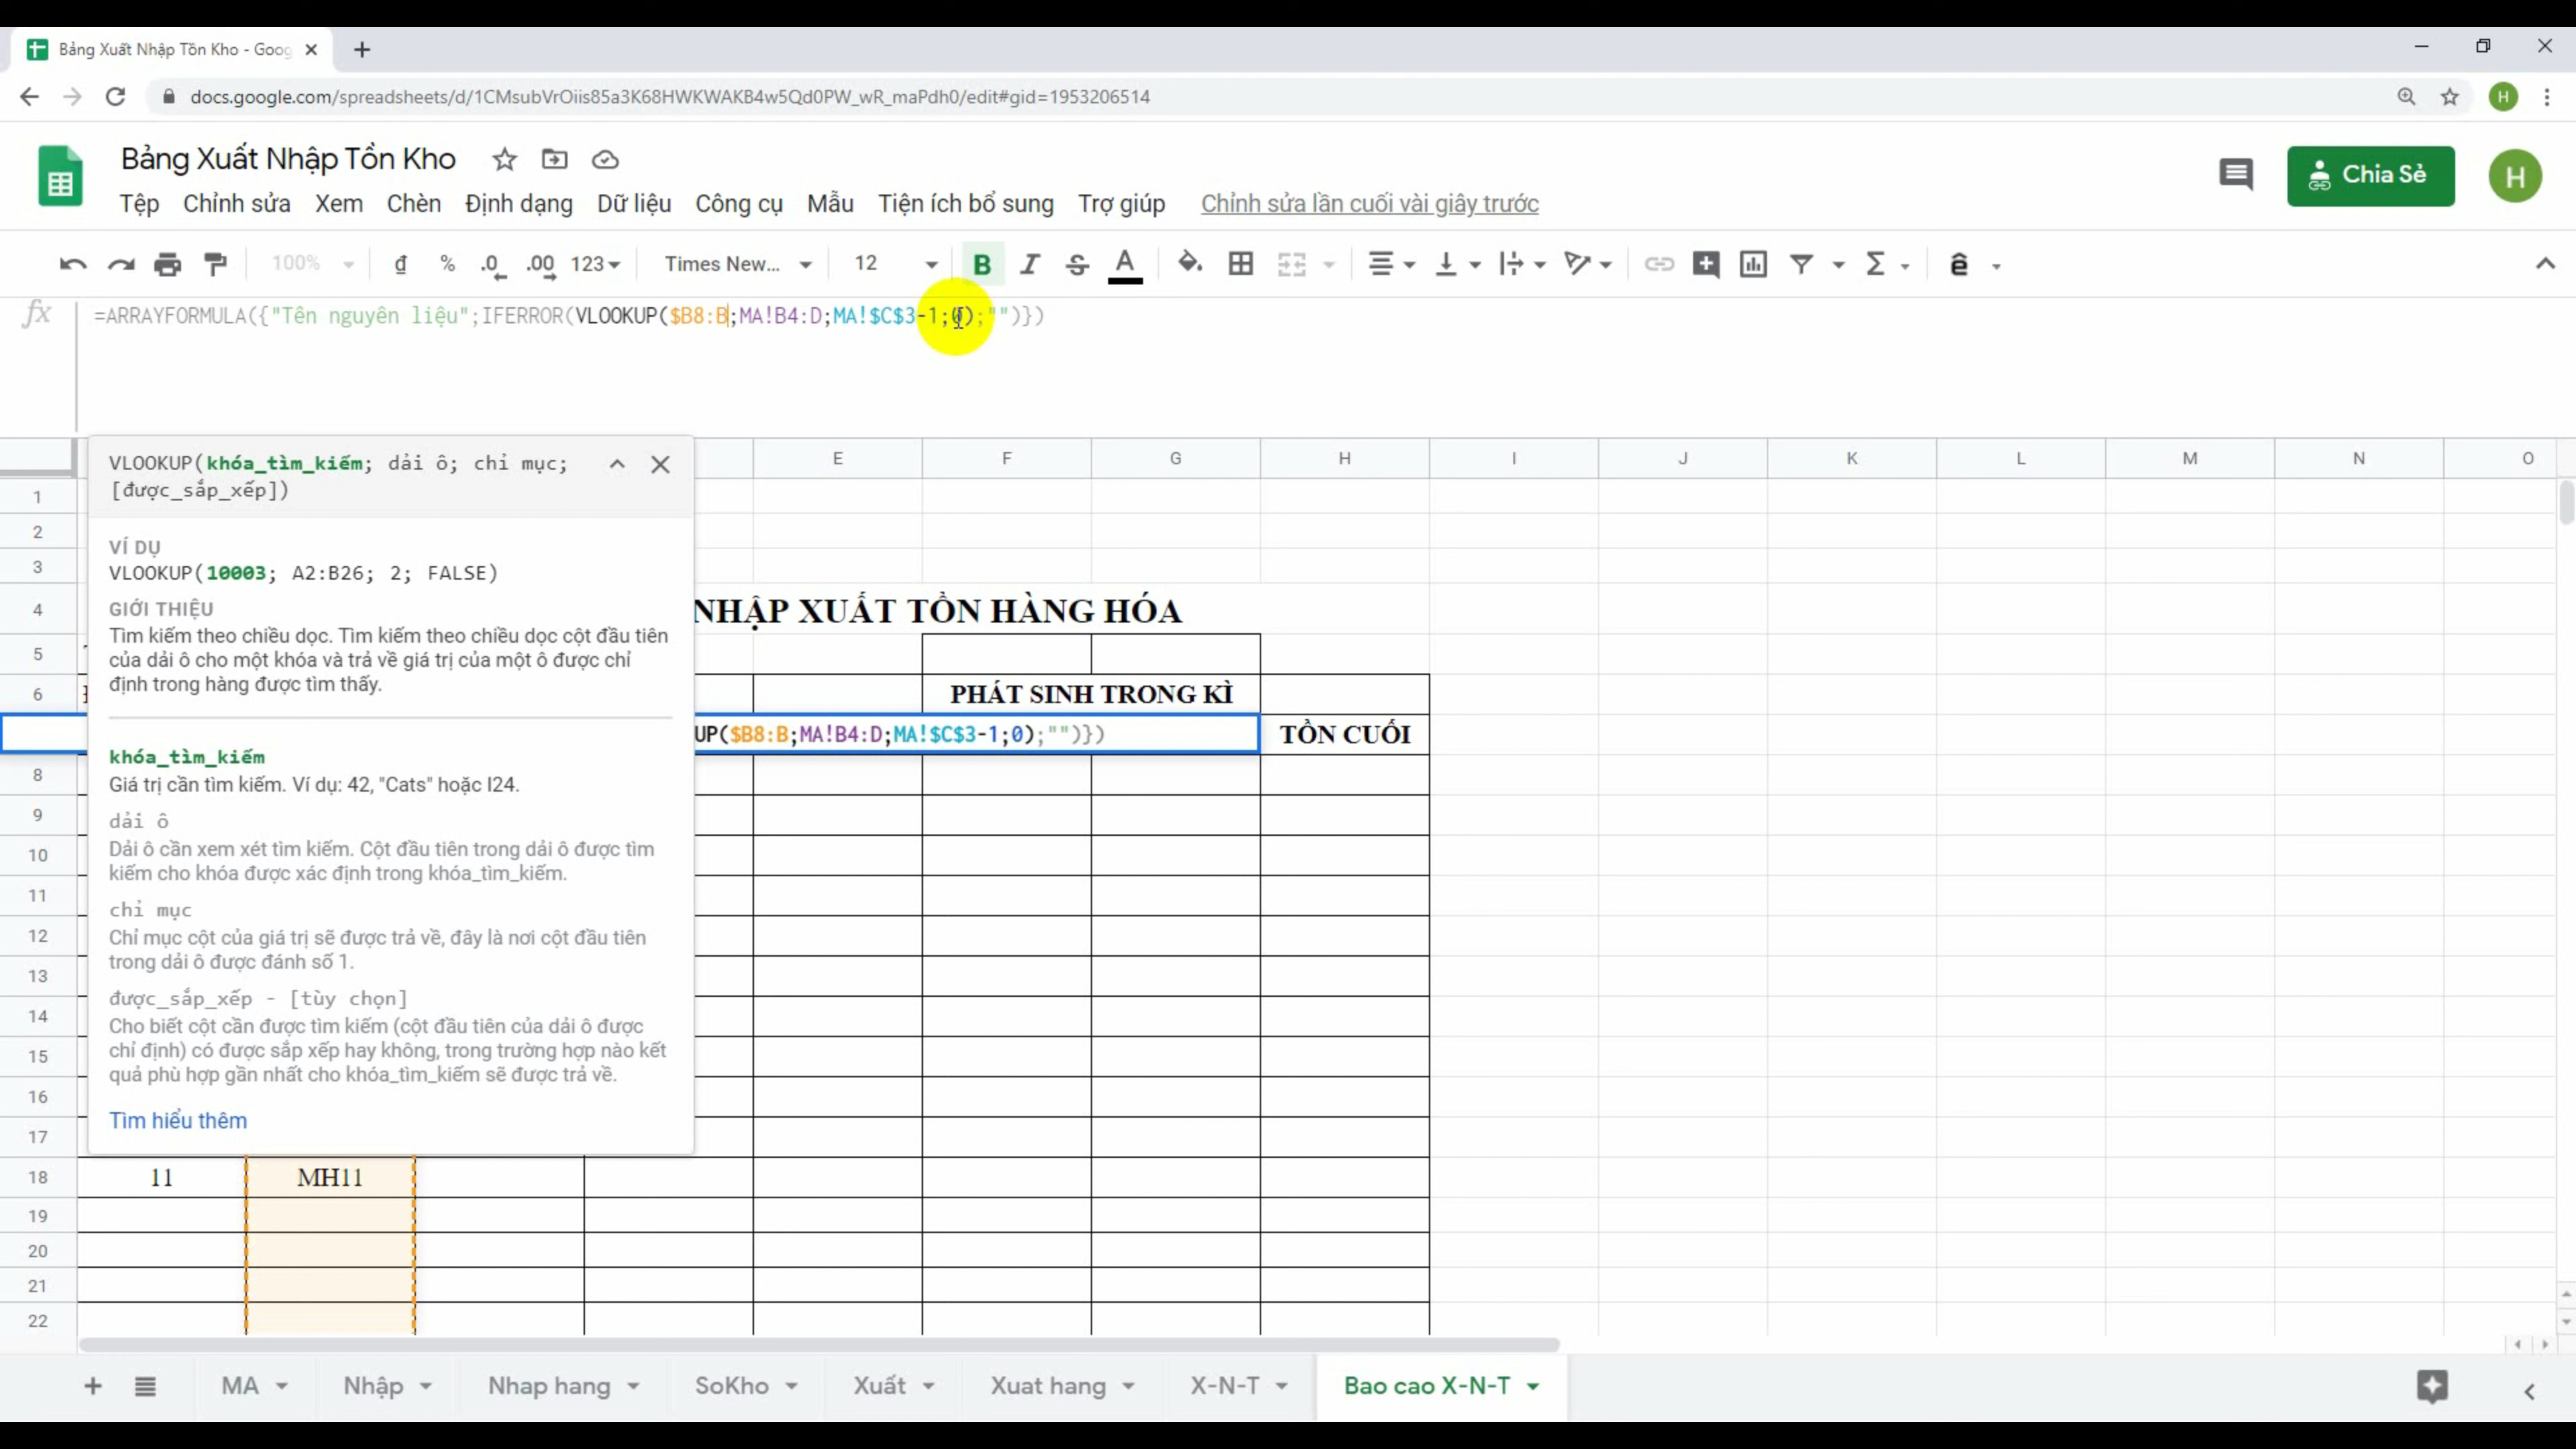 Bảng Xuất Nhập Tồn Kho - Goog
docs.google.com/spreadsheets/d/1CMsubVrOiis85a3K68HWKWAKB4w5Qd0PW_wR_maPdh0/edit#gid=1953206514
H
Bảng Xuất Nhập Tồn Kho
Chia Sẻ
H
Tệp Chỉnh sửa Xem Chèn Định dạng Dữ liệu Công cụ Mẫu Tiện ích bổ sung Trợ giúp Chỉnh sửa lần cuối vài giây trước
100% đ % .0 .00 123 Times New... 12 B I S A Σ ê
fx =ARRAYFORMULA({"Tên nguyên liệu";IFERROR(VLOOKUP($B8:B;MA!B4:D;MA!$C$3-1;0);"")})
E F G H I J K L M N O
VLOOKUP(khóa_tìm_kiếm; dải ô; chỉ mục;
[được_sắp_xếp])
VÍ DỤ
VLOOKUP(10003; A2:B26; 2; FALSE)
GIỚI THIỆU
Tìm kiếm theo chiều dọc. Tìm kiếm theo chiều dọc cột đầu tiên
của dải ô cho một khóa và trả về giá trị của một ô được chỉ
định trong hàng được tìm thấy.
khóa_tìm_kiếm
Giá trị cần tìm kiếm. Ví dụ: 42, "Cats" hoặc I24.
dải ô
Dải ô cần xem xét tìm kiếm. Cột đầu tiên trong dải ô được tìm
kiếm cho khóa được xác định trong khóa_tìm_kiếm.
chỉ mục
Chỉ mục cột của giá trị sẽ được trả về, đây là nơi cột đầu tiên
trong dải ô được đánh số 1.
được_sắp_xếp - [tùy chọn]
Cho biết cột cần được tìm kiếm (cột đầu tiên của dải ô được
chỉ định) có được sắp xếp hay không, trong trường hợp nào kết
quả phù hợp gần nhất cho khóa_tìm_kiếm sẽ được trả về.
Tìm hiểu thêm
1
2
3
4 NHẬP XUẤT TỒN HÀNG HÓA
5
6 PHÁT SINH TRONG KÌ
UP($B8:B;MA!B4:D;MA!$C$3-1;0);"")}) TỒN CUỐI
8
9
10
11
12
13
14
15
16
17
18 11 MH11
19
20
21
22
MA Nhập Nhap hang SoKho Xuất Xuat hang X-N-T Bao cao X-N-T